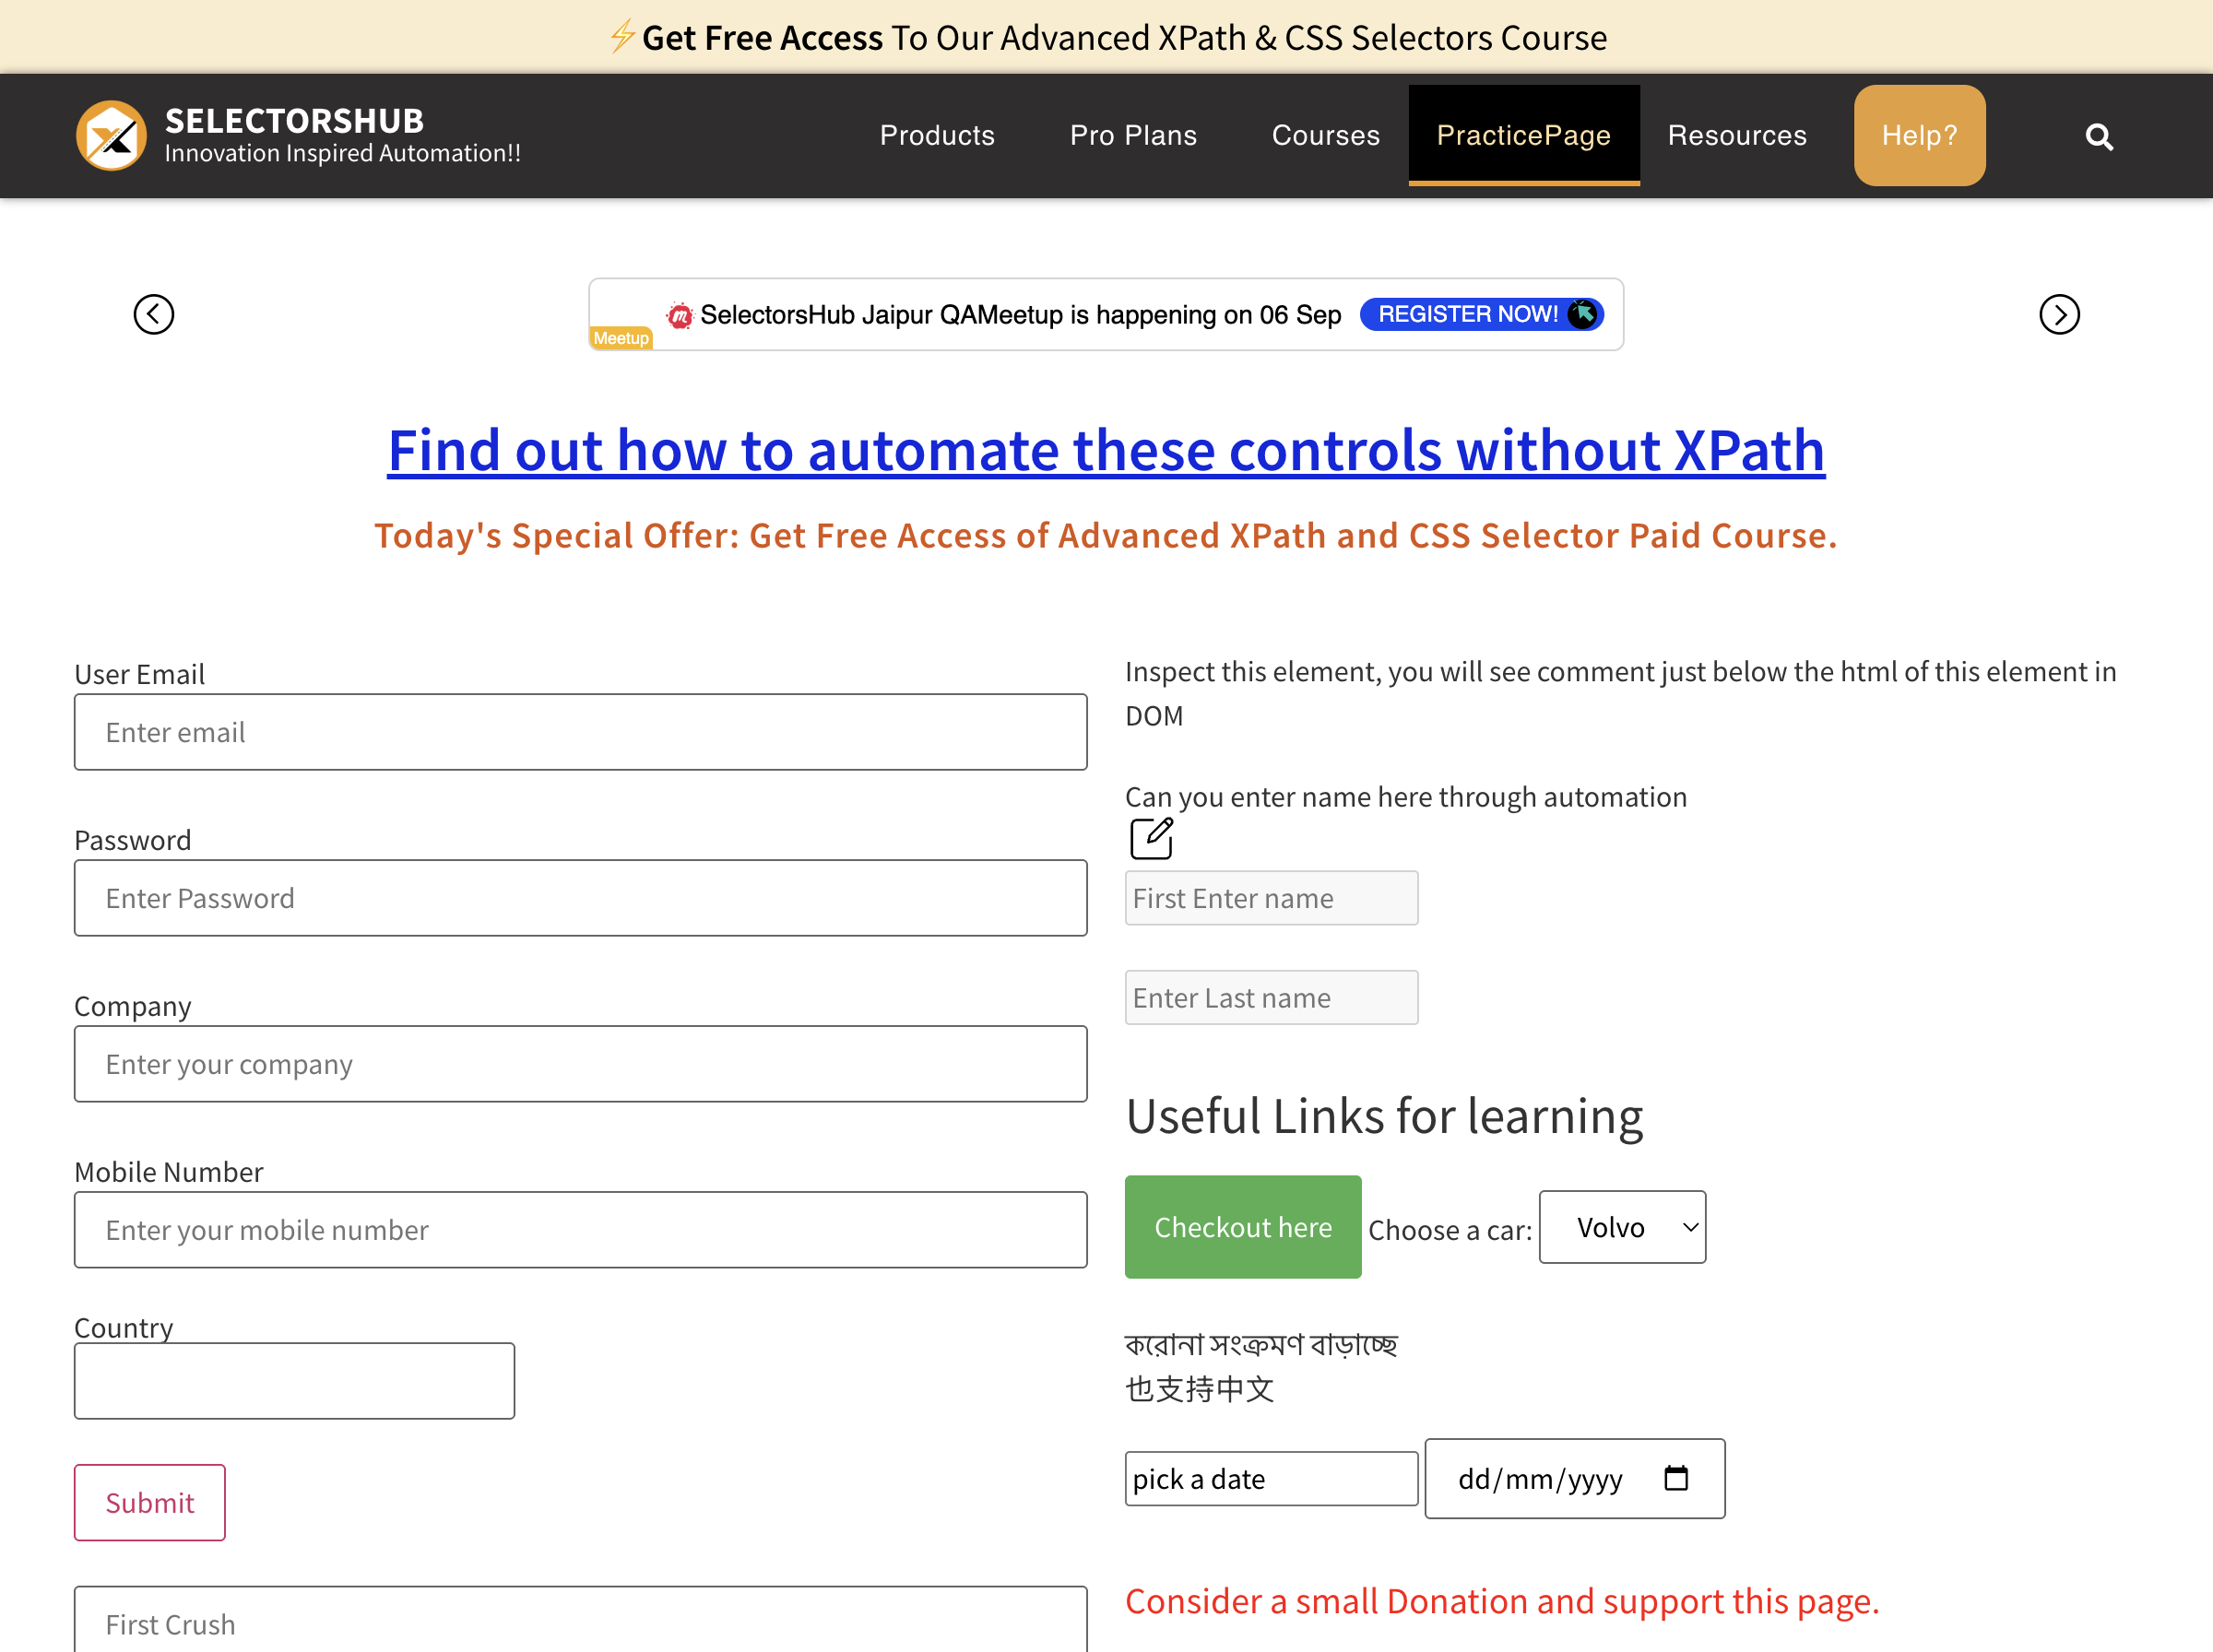 ⚡Get Free Access To Our Advanced XPath & CSS Selectors Course
SELECTORSHUB
Innovation Inspired Automation!!
Products
Pro Plans
Courses
PracticePage
Resources
Help?
SelectorsHub Jaipur QAMeetup is happening on 06 Sep
REGISTER NOW!
Meetup
Find out how to automate these controls without XPath
Today's Special Offer: Get Free Access of Advanced XPath and CSS Selector Paid Course.
User Email
Enter email
Password
Enter Password
Company
Enter your company
Mobile Number
Enter your mobile number
Country
Submit
First Crush
Inspect this element, you will see comment just below the html of this element in
DOM
Can you enter name here through automation
First Enter name
Enter Last name
Useful Links for learning
Checkout here
Choose a car:
Volvo
করোনা সংক্রমণ বাড়াচ্ছে
也支持中文
pick a date
dd/mm/yyyy
Consider a small Donation and support this page.